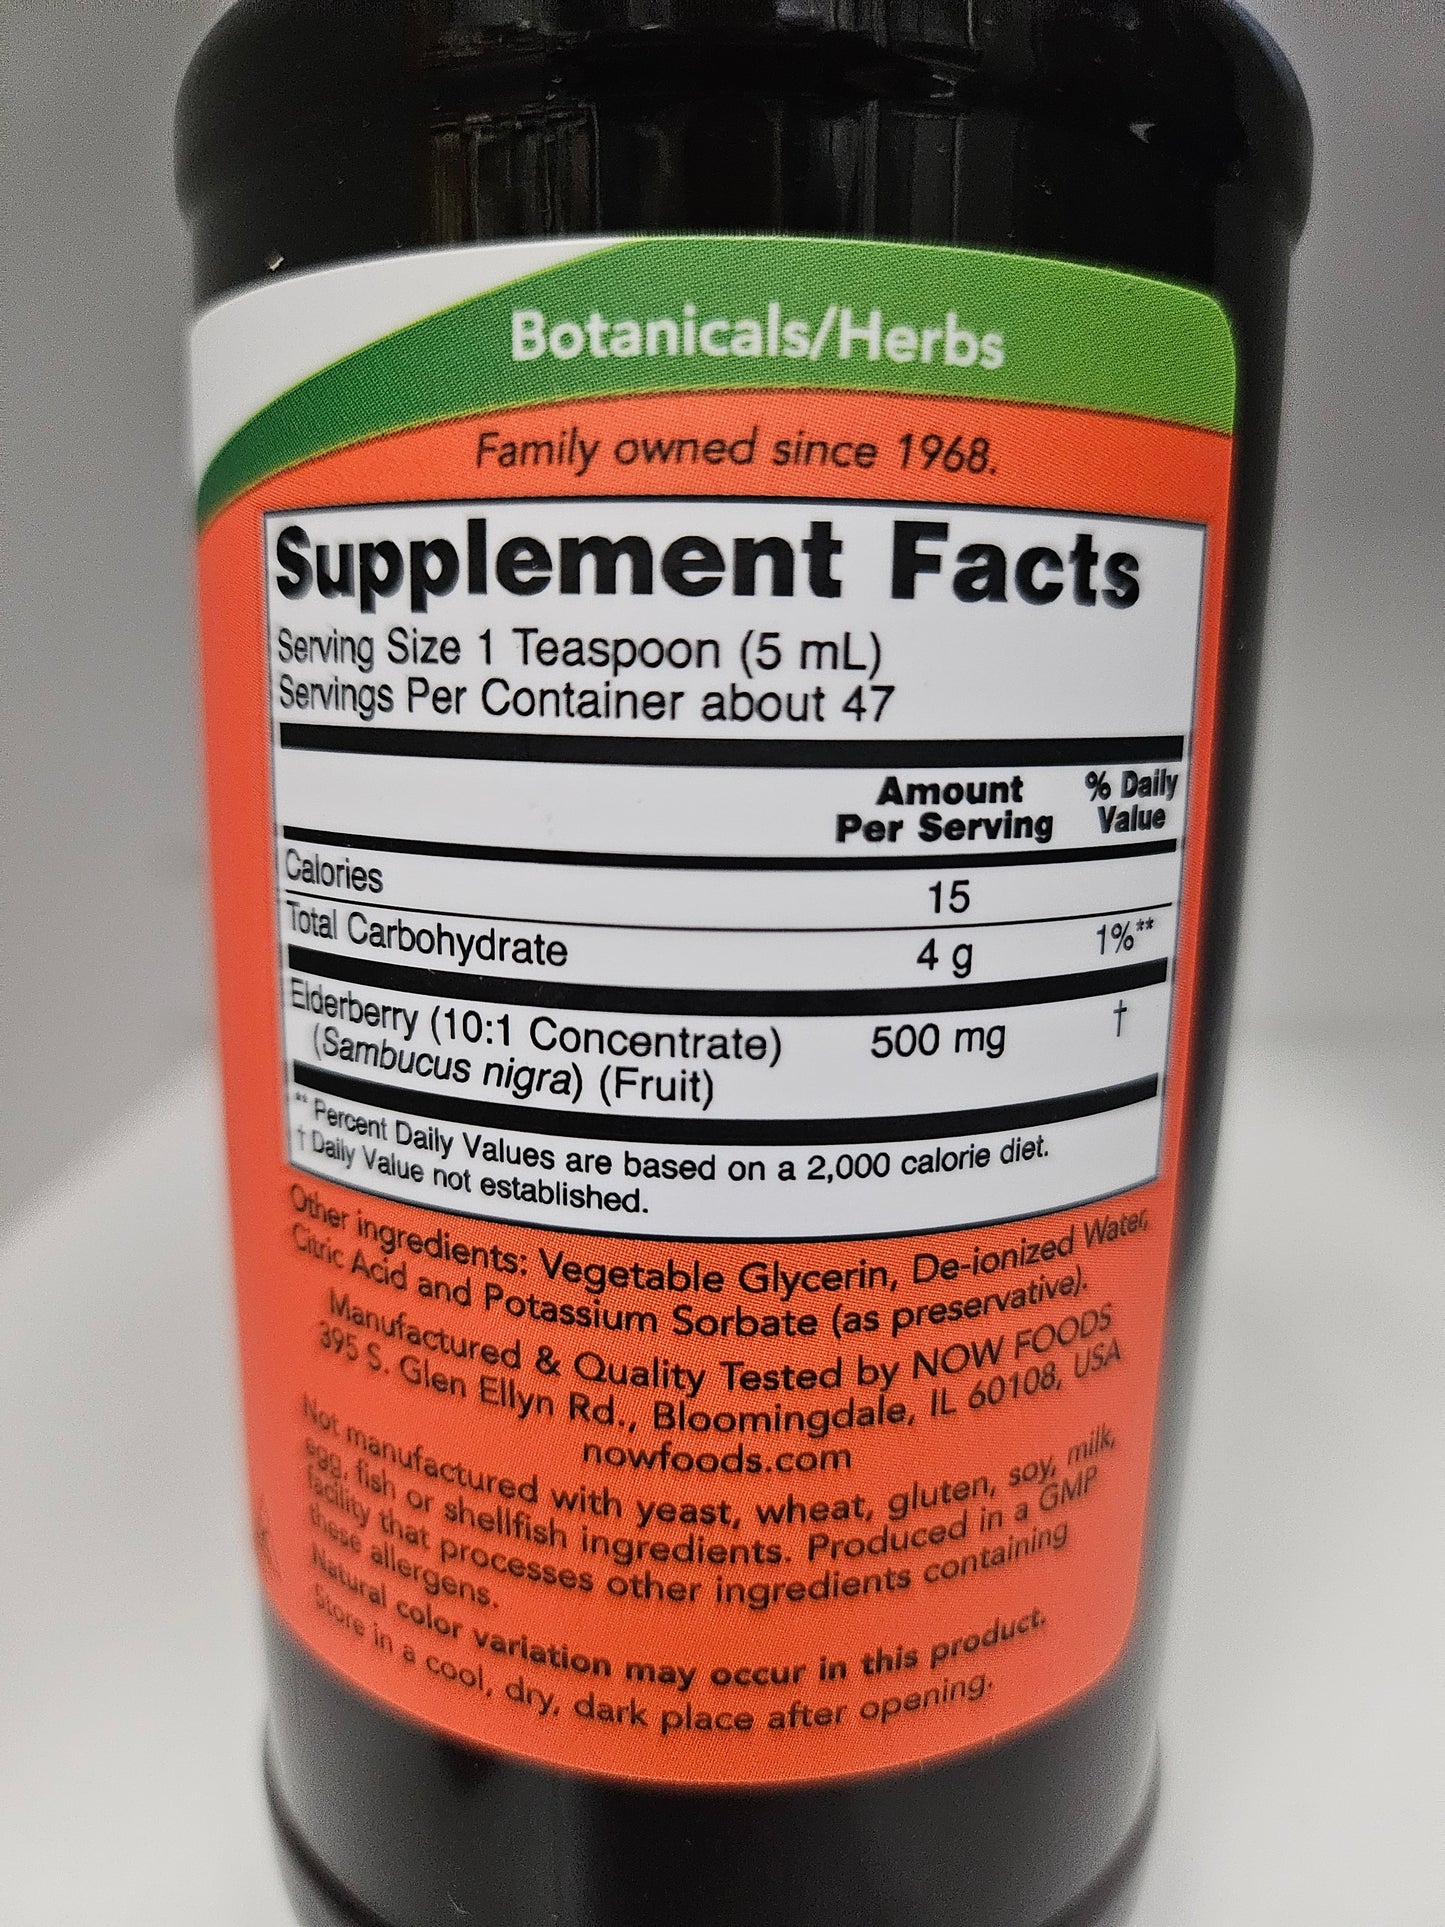 Botanicals/Herbs
Family owned since 1968.
Supplement Facts
Serving Size 1 Teaspoon (5 mL)
Servings Per Container about 47
Amount Per Serving
% Daily Value
Calories 15
Total Carbohydrate 4 g 1%**
Elderberry (10:1 Concentrate) 500 mg †
(Sambucus nigra) (Fruit)
** Percent Daily Values are based on a 2,000 calorie diet.
† Daily Value not established.
Other ingredients: Vegetable Glycerin, De-ionized Water,
Citric Acid and Potassium Sorbate (as preservative).
Manufactured & Quality Tested by NOW FOODS
395 S. Glen Ellyn Rd., Bloomingdale, IL 60108, USA
nowfoods.com
Not manufactured with yeast, wheat, gluten, soy, milk,
egg, fish or shellfish ingredients. Produced in a GMP
facility that processes other ingredients containing
these allergens.
Natural color variation may occur in this product.
Store in a cool, dry, dark place after opening.